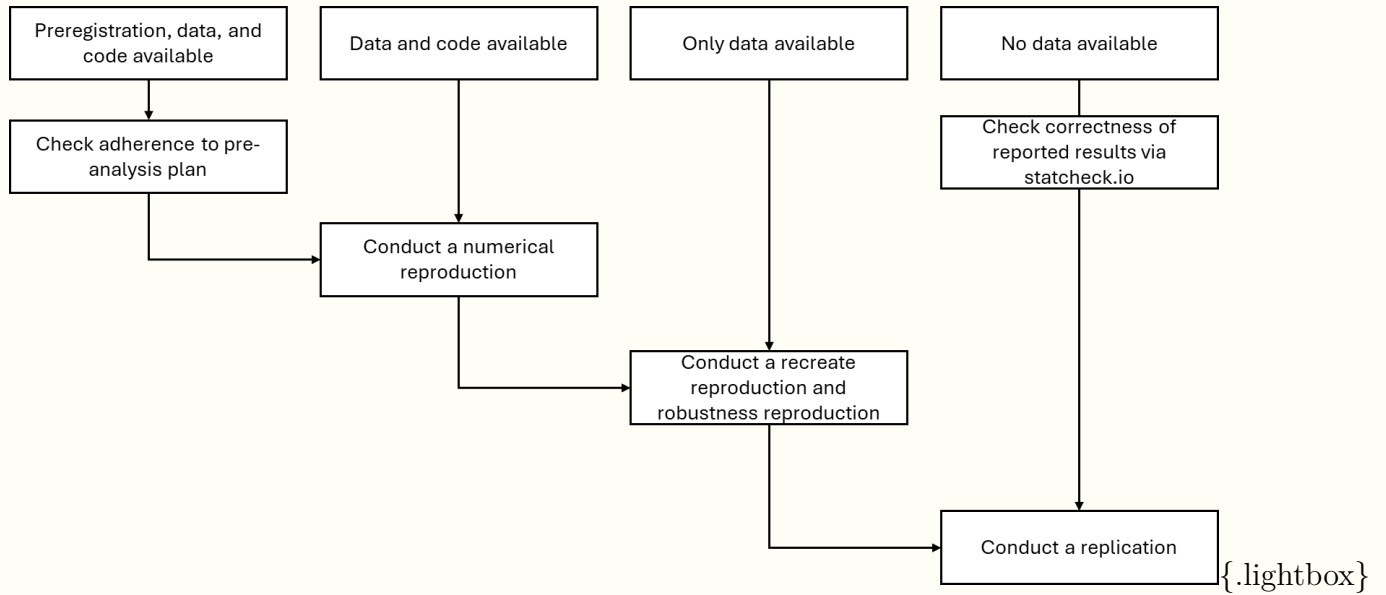 Preregistration, data, and
code available
Data and code available
Only data available
No data available
Check adherence to pre-
analysis plan
Check correctness of
reported results via
statcheck.io
Conduct a numerical
reproduction
Conduct a recreate
reproduction and
robustness reproduction
Conduct a replication
{.lightbox}